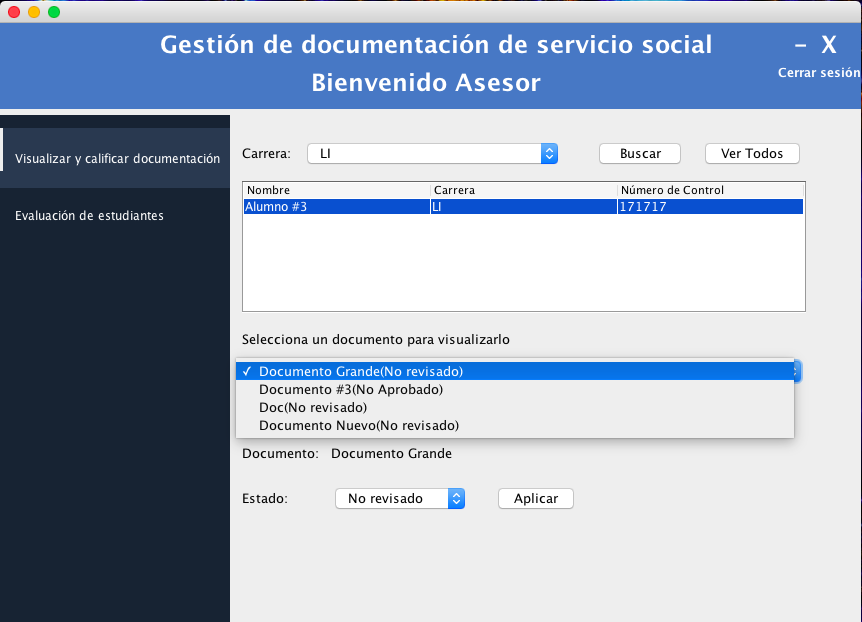 Gestión de documentación de servicio social
– X
Bienvenido Asesor
Cerrar sesión
Visualizar y calificar documentación
Evaluación de estudiantes
Carrera: LI Buscar Ver Todos
Nombre Carrera Número de Control
Alumno #3 LI 171717
Selecciona un documento para visualizarlo
✓ Documento Grande(No revisado)
Documento #3(No Aprobado)
Doc(No revisado)
Documento Nuevo(No revisado)
Documento: Documento Grande
Estado: No revisado Aplicar